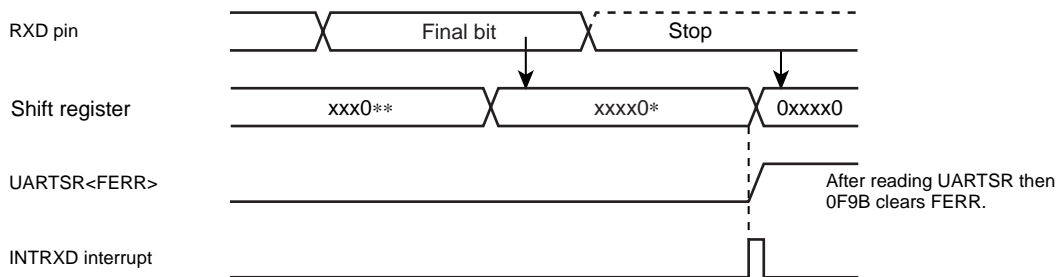 RXD pin
Final bit
Stop
Shift register
xxx0**
xxxx0*
0xxxx0
UARTSR<FERR>
After reading UARTSR then
0F9B clears FERR.
INTRXD interrupt